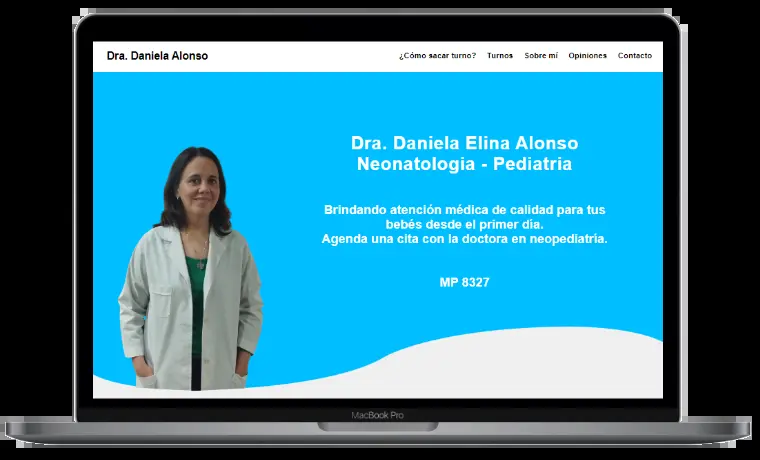 Dra. Daniela Alonso
¿Cómo sacar turno? Turnos Sobre mí Opiniones Contacto
Dra. Daniela Elina Alonso
Neonatologia - Pediatria
Brindando atención médica de calidad para tus
bebés desde el primer día.
Agenda una cita con la doctora en neopediatría.
MP 8327
MacBook Pro